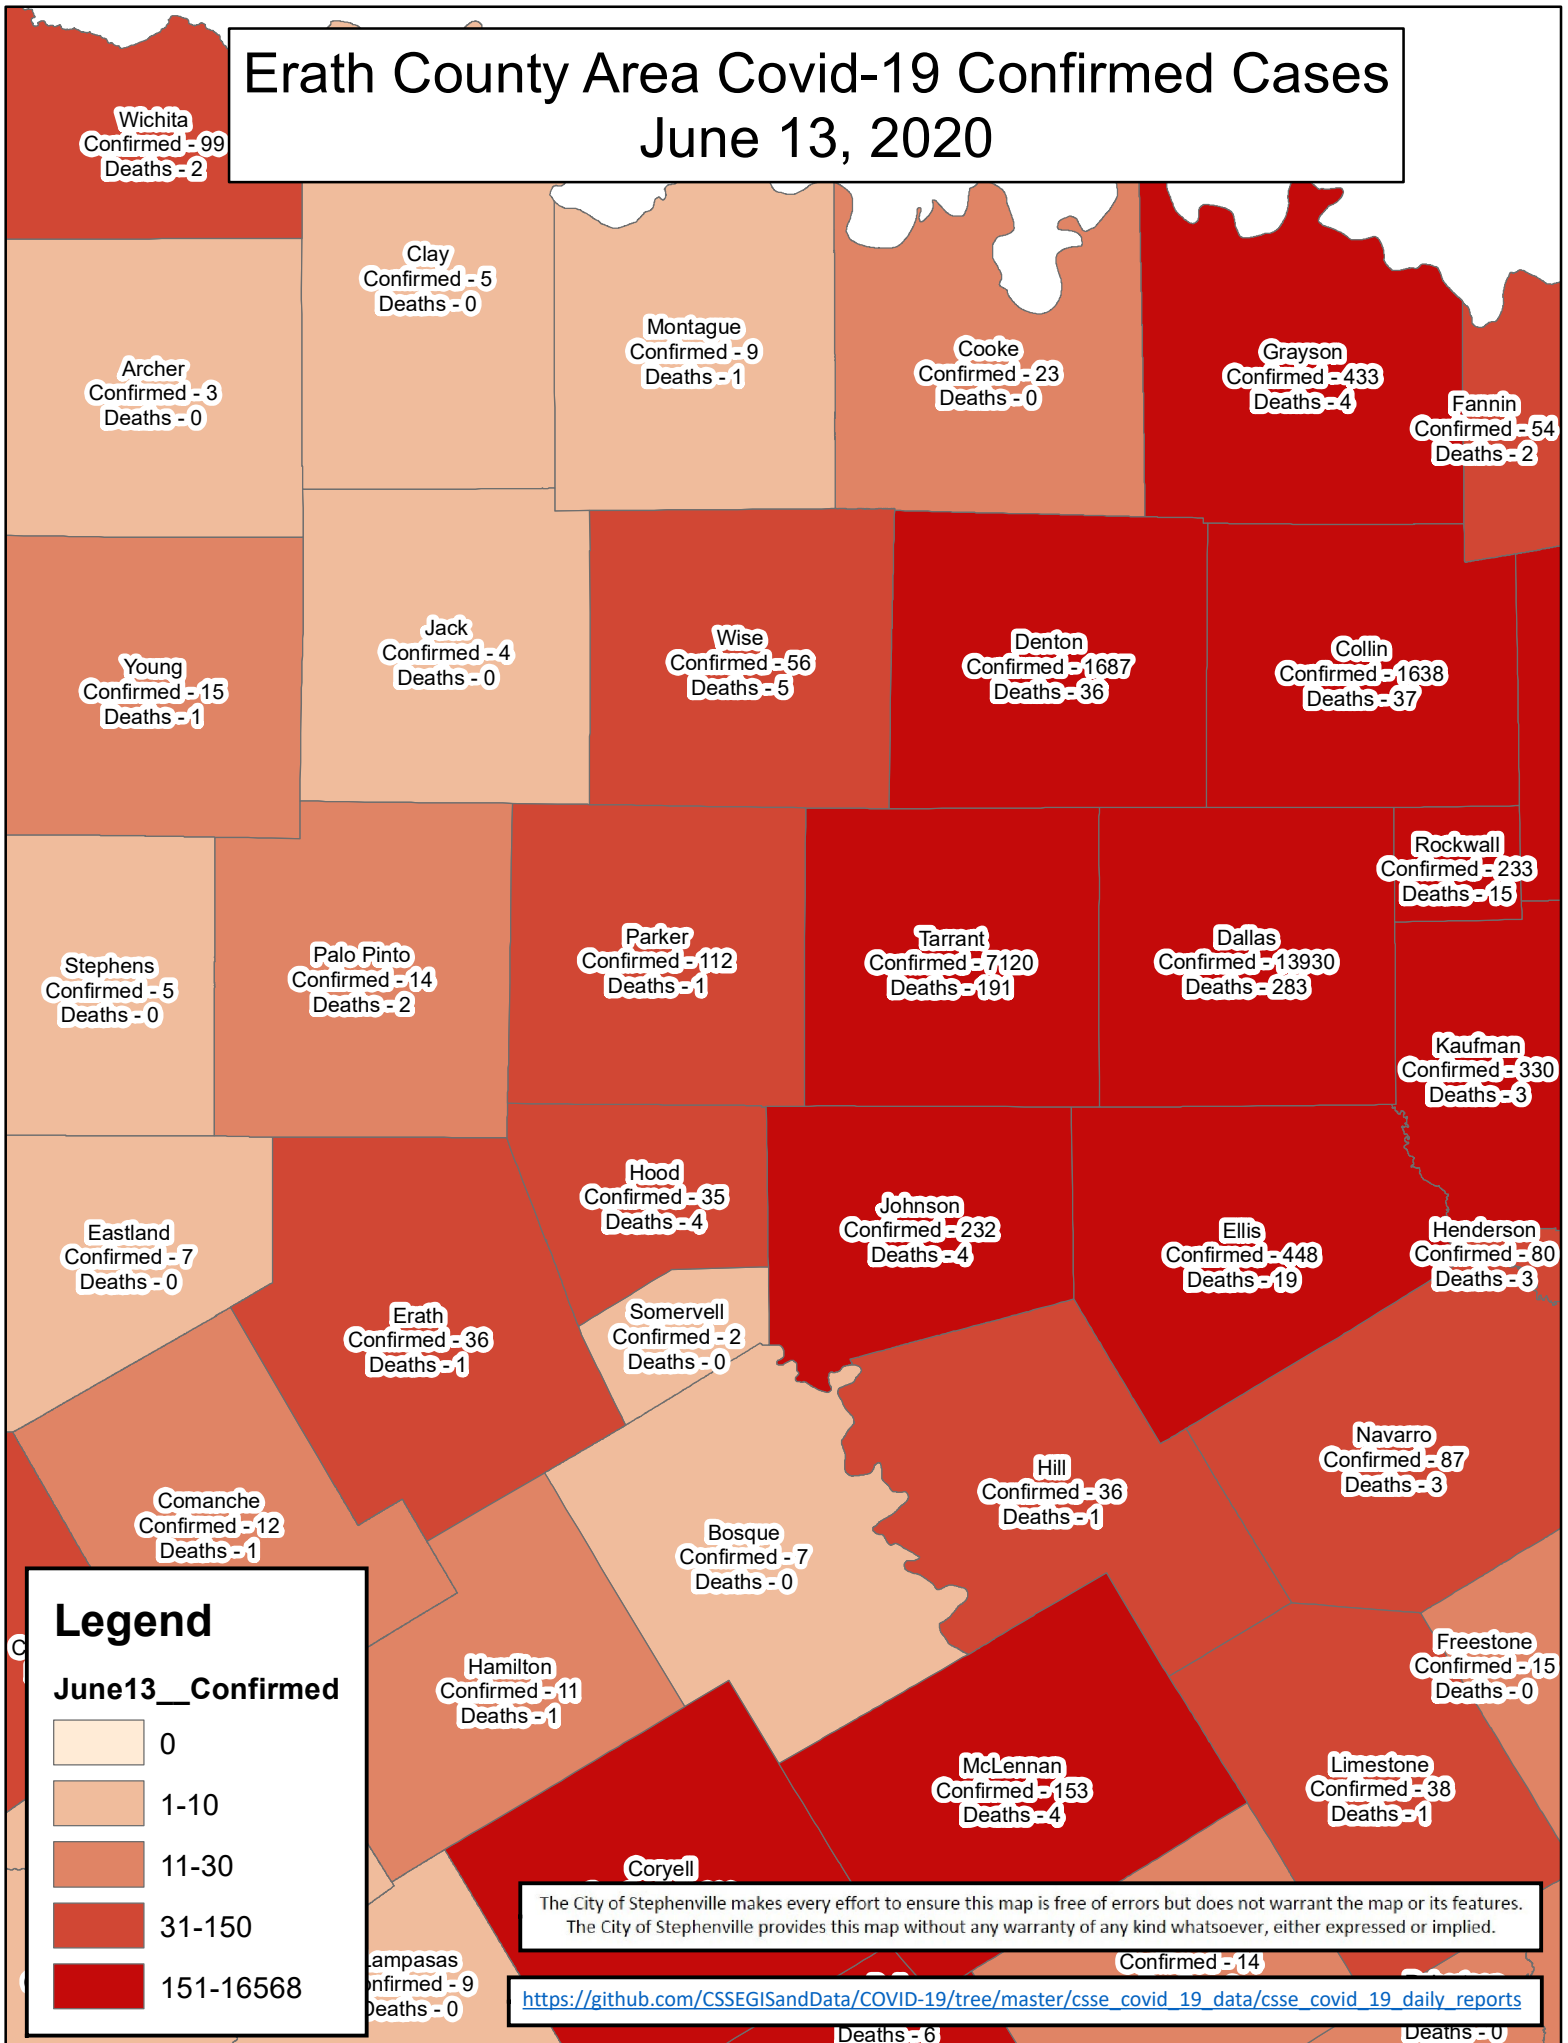 Erath County Area Covid-19 Confirmed Cases
June 13, 2020
Wichita
Confirmed - 99
Deaths - 2
Clay
Confirmed - 5
Deaths - 0
Montague
Confirmed - 9
Deaths - 1
Cooke
Confirmed - 23
Deaths - 0
Grayson
Confirmed - 433
Deaths - 4
Archer
Confirmed - 3
Deaths - 0
Fannin
Confirmed - 54
Deaths - 2
Young
Confirmed - 15
Deaths - 1
Jack
Confirmed - 4
Deaths - 0
Wise
Confirmed - 56
Deaths - 5
Denton
Confirmed - 1687
Deaths - 36
Collin
Confirmed - 1638
Deaths - 37
Rockwall
Confirmed - 233
Deaths - 15
Stephens
Confirmed - 5
Deaths - 0
Palo Pinto
Confirmed - 14
Deaths - 2
Parker
Confirmed - 112
Deaths - 1
Tarrant
Confirmed - 7120
Deaths - 191
Dallas
Confirmed - 13930
Deaths - 283
Kaufman
Confirmed - 330
Deaths - 3
Eastland
Confirmed - 7
Deaths - 0
Hood
Confirmed - 35
Deaths - 4
Johnson
Confirmed - 232
Deaths - 4
Ellis
Confirmed - 448
Deaths - 19
Henderson
Confirmed - 80
Deaths - 3
Erath
Confirmed - 36
Deaths - 1
Somervell
Confirmed - 2
Deaths - 0
Comanche
Confirmed - 12
Deaths - 1
Bosque
Confirmed - 7
Deaths - 0
Hill
Confirmed - 36
Deaths - 1
Navarro
Confirmed - 87
Deaths - 3
Hamilton
Confirmed - 11
Deaths - 1
Freestone
Confirmed - 15
Deaths - 0
McLennan
Confirmed - 153
Deaths - 4
Limestone
Confirmed - 38
Deaths - 1
Coryell
Legend
June13__Confirmed
0
1-10
11-30
31-150
151-16568
ampasas
nfirmed - 9
Deaths - 0
The City of Stephenville makes every effort to ensure this map is free of errors but does not warrant the map or its features.
The City of Stephenville provides this map without any warranty of any kind whatsoever, either expressed or implied.
Confirmed - 14
https://github.com/CSSEGISandData/COVID-19/tree/master/csse_covid_19_data/csse_covid_19_daily_reports
Deaths - 6
Deaths - 0